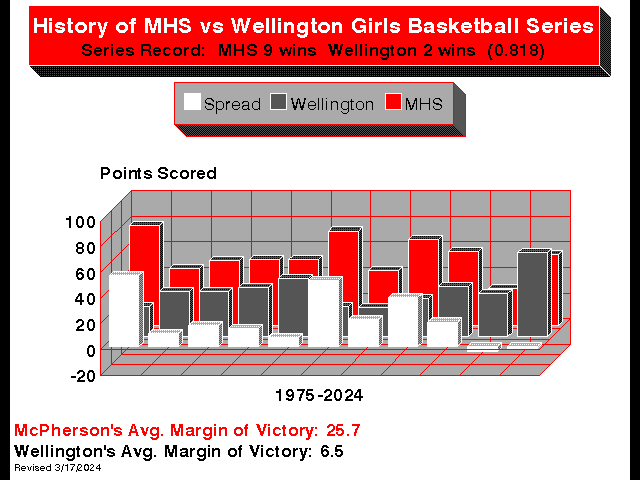 History of MHS vs Wellington Girls Basketball Series
Series Record: MHS 9 wins Wellington 2 wins (0.818)
Spread Wellington MHS
Points Scored
100
80
60
40
20
0
-20
1975-2024
McPherson's Avg. Margin of Victory: 25.7
Wellington's Avg. Margin of Victory: 6.5
Revised 3/17/2024